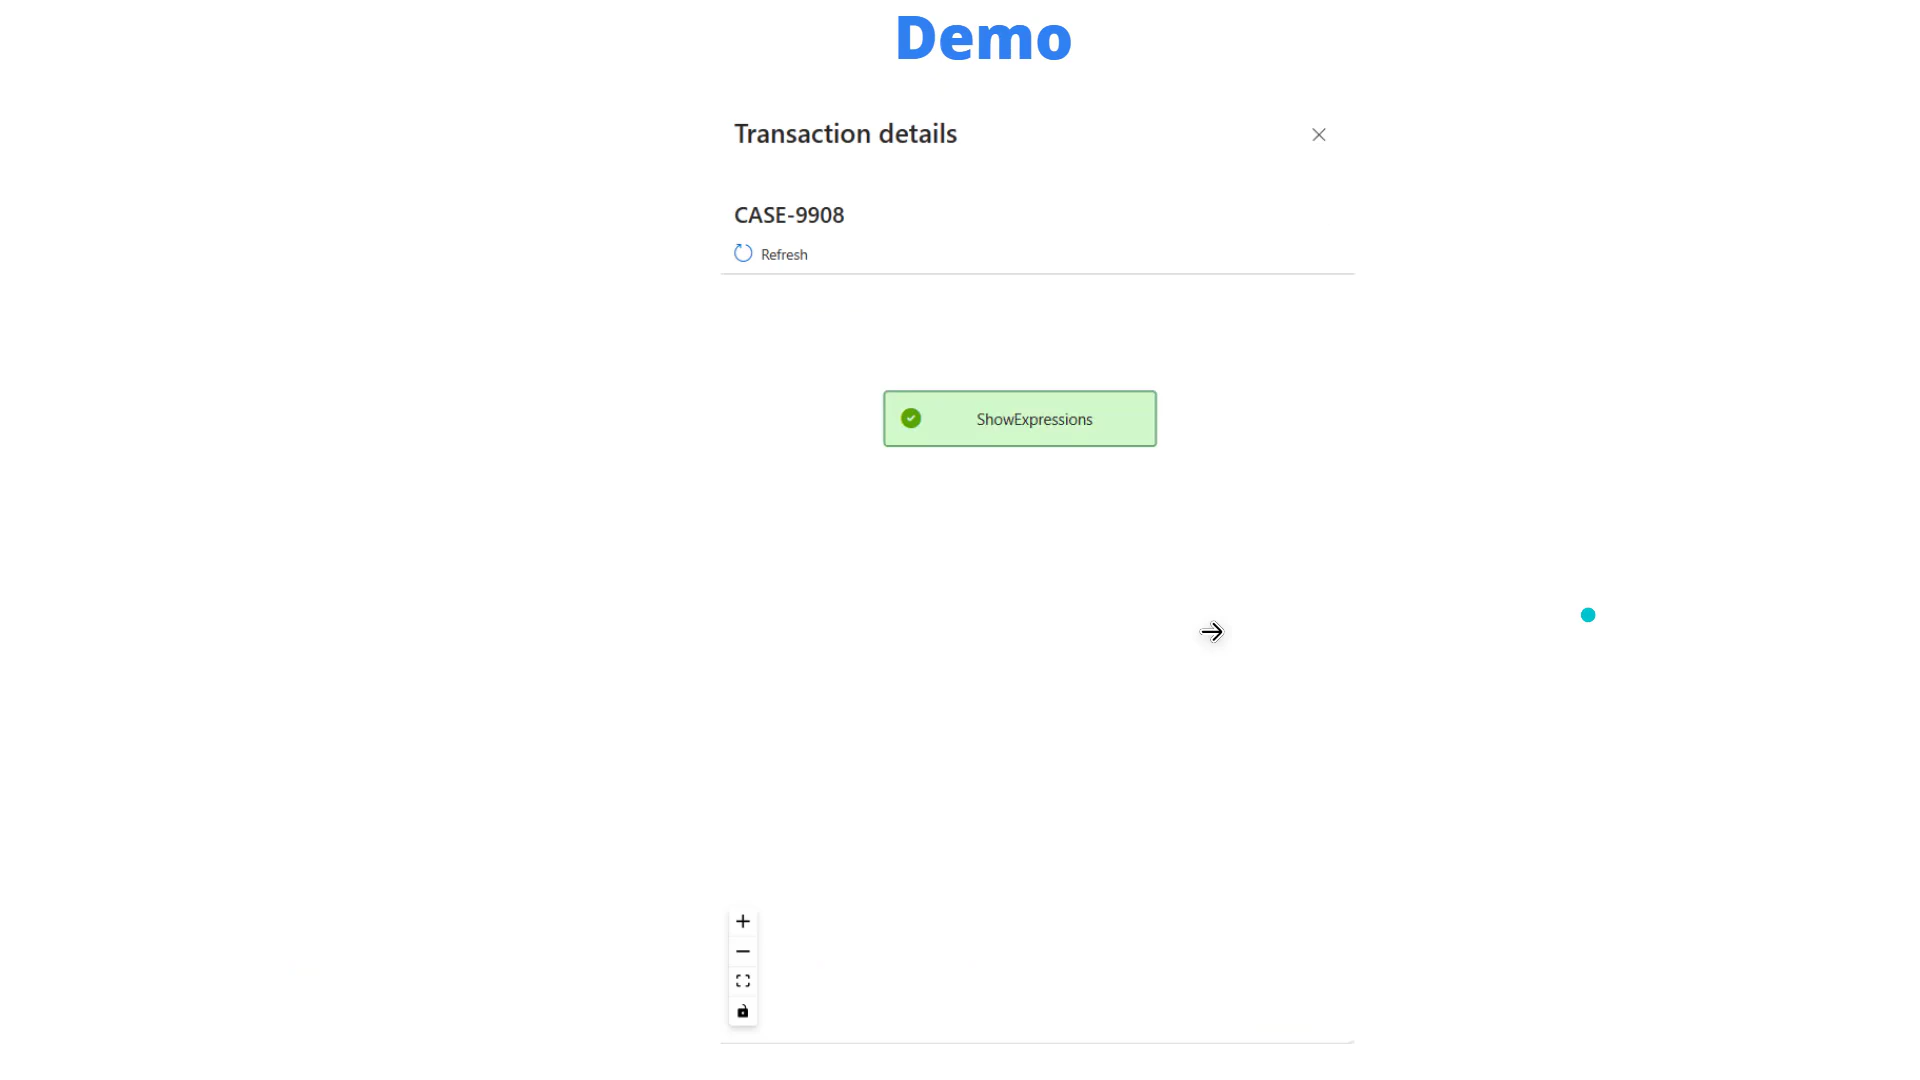 Demo
Transaction details
CASE-9908
Refresh
ShowExpressions